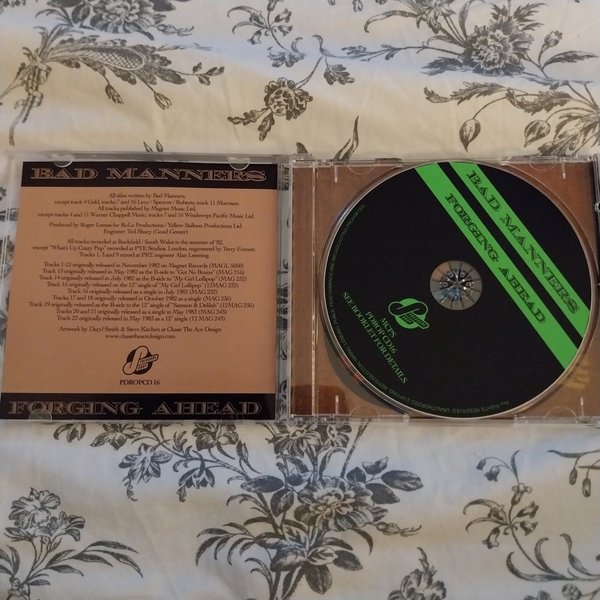 BAD MANNERS
All titles written by Bad Manners,
except track 4 Gold, tracks 7 and 16 Levy / Spencer / Roberts, track 11 Morrison.
All tracks published by Magnet Music Ltd.
except tracks 4 and 11 Warner Chappell Music, tracks 7 and 16 Windswept Pacific Music Ltd.
Produced by Roger Lomas for RoLo Productions / Yellow Balloon Productions Ltd.
Engineer: Ted Sharp (Good Geezer)
All tracks recorded at Rockfield / South Wales in the summer of '82,
except "What's Up Crazy Pup" recorded at PYE Studios, London, engineered by Terry Evenett.
Tracks 1, 5 and 9 mixed at PRT, engineer Alan Leeming.
Tracks 1-12 originally released in November 1982 on Magnet Records (MAGL-5050)
Track 13 originally released in May 1982 as the B-side to "Got No Brains" (MAG 216)
Track 14 originally released in July 1982 as the B-side to "My Girl Lollipop" (MAG 232)
Track 15 originally released on the 12" single of "My Girl Lollipop" (12MAG 232)
Track 16 originally released as a single in July 1982 (MAG 232)
Tracks 17 and 18 originally released in October 1982 as a single (MAG 236)
Track 19 originally released as the B-side to the 12" single of "Samson & Delilah" (12MAG 236)
Tracks 20 and 21 originally released as a single in May 1983 (MAG 243)
Track 22 originally released in May 1983 as a 12" single (12 MAG 243)
Artwork by Daryl Smith & Steve Kitchen at Chase The Ace Design
www.chasetheacedesign.com
PDROPCD 16
FORGING AHEAD
BAD MANNERS
FORGING AHEAD
MCPS
PDROP CD16
SEE BOOKLET FOR DETAILS
ALL RIGHTS RESERVED. UNAUTHORIZED COPYING, REPRODUCTION,